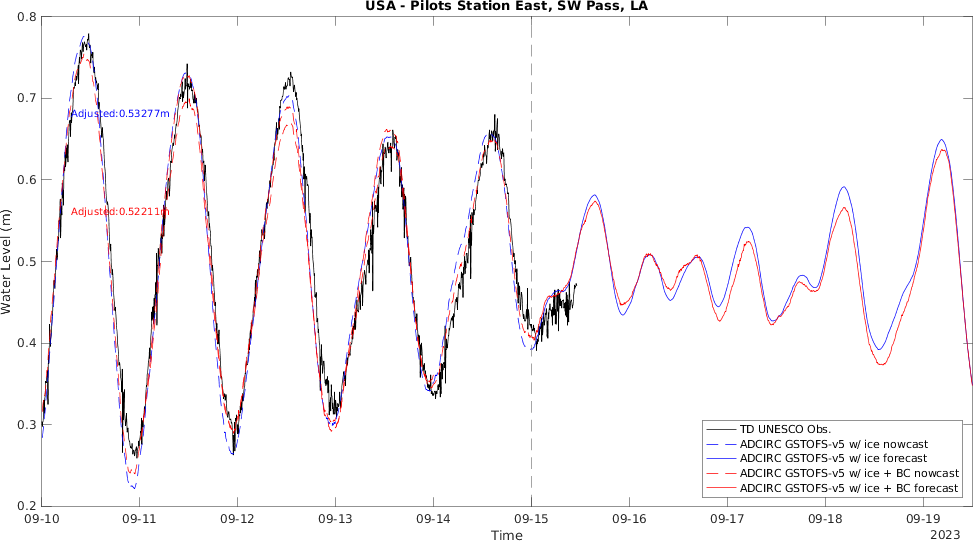 USA - Pilots Station East, SW Pass, LA
0.8
0.7
0.6
0.5
0.4
0.3
0.2
Water Level (m)
Adjusted:0.53277m
Adjusted:0.52211m
TD UNESCO Obs.
ADCIRC GSTOFS-v5 w/ ice nowcast
ADCIRC GSTOFS-v5 w/ ice forecast
ADCIRC GSTOFS-v5 w/ ice + BC nowcast
ADCIRC GSTOFS-v5 w/ ice + BC forecast
09-10 09-11 09-12 09-13 09-14 09-15 09-16 09-17 09-18 09-19
Time
2023